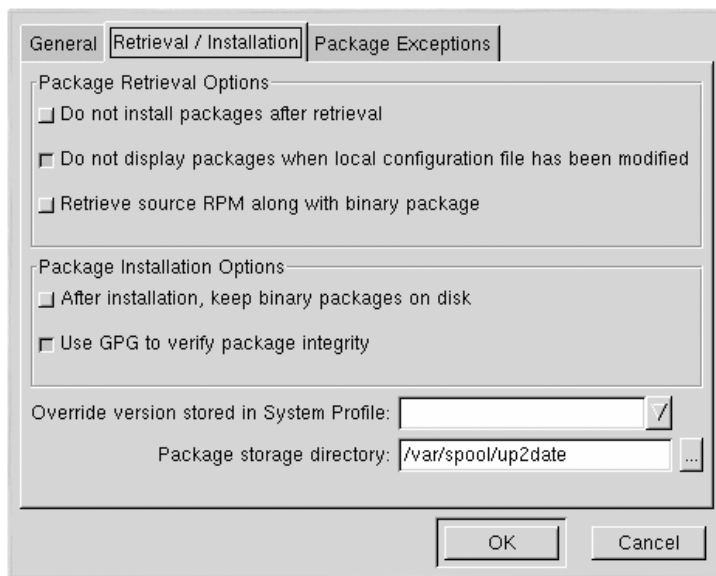 General Retrieval / Installation Package Exceptions
Package Retrieval Options
Do not install packages after retrieval
Do not display packages when local configuration file has been modified
Retrieve source RPM along with binary package
Package Installation Options
After installation, keep binary packages on disk
Use GPG to verify package integrity
Override version stored in System Profile:
Package storage directory: /var/spool/up2date ...
OK Cancel